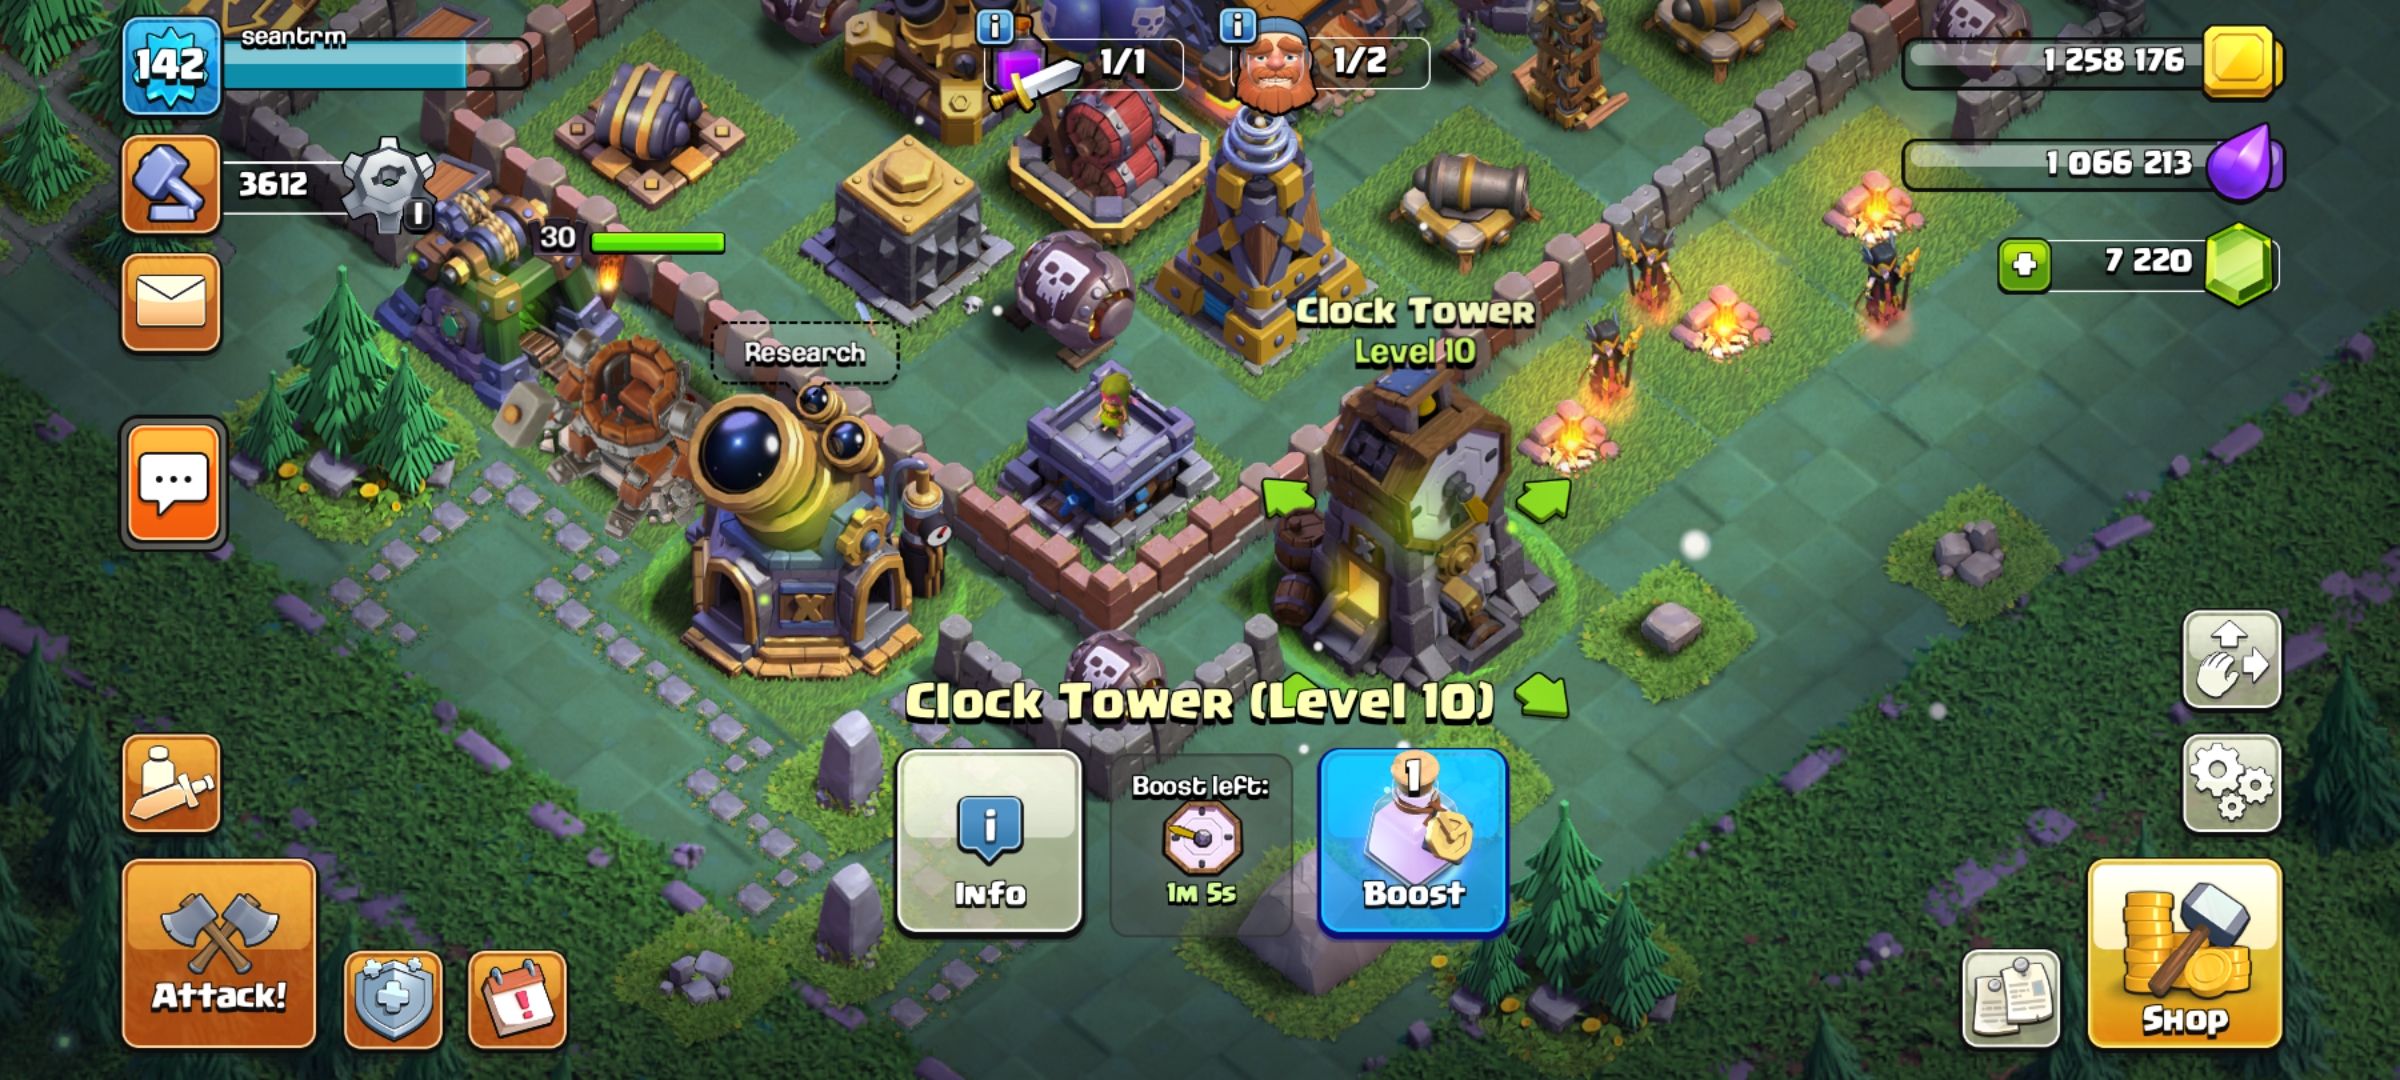 142
seantrm
1/1
1/2
1 258 176
3612
I
1 066 213
30
7 220
Research
Clock Tower
Level 10
Clock Tower (Level 10)
Info
Boost left:
1M 5s
1
Boost
Attack!
Shop